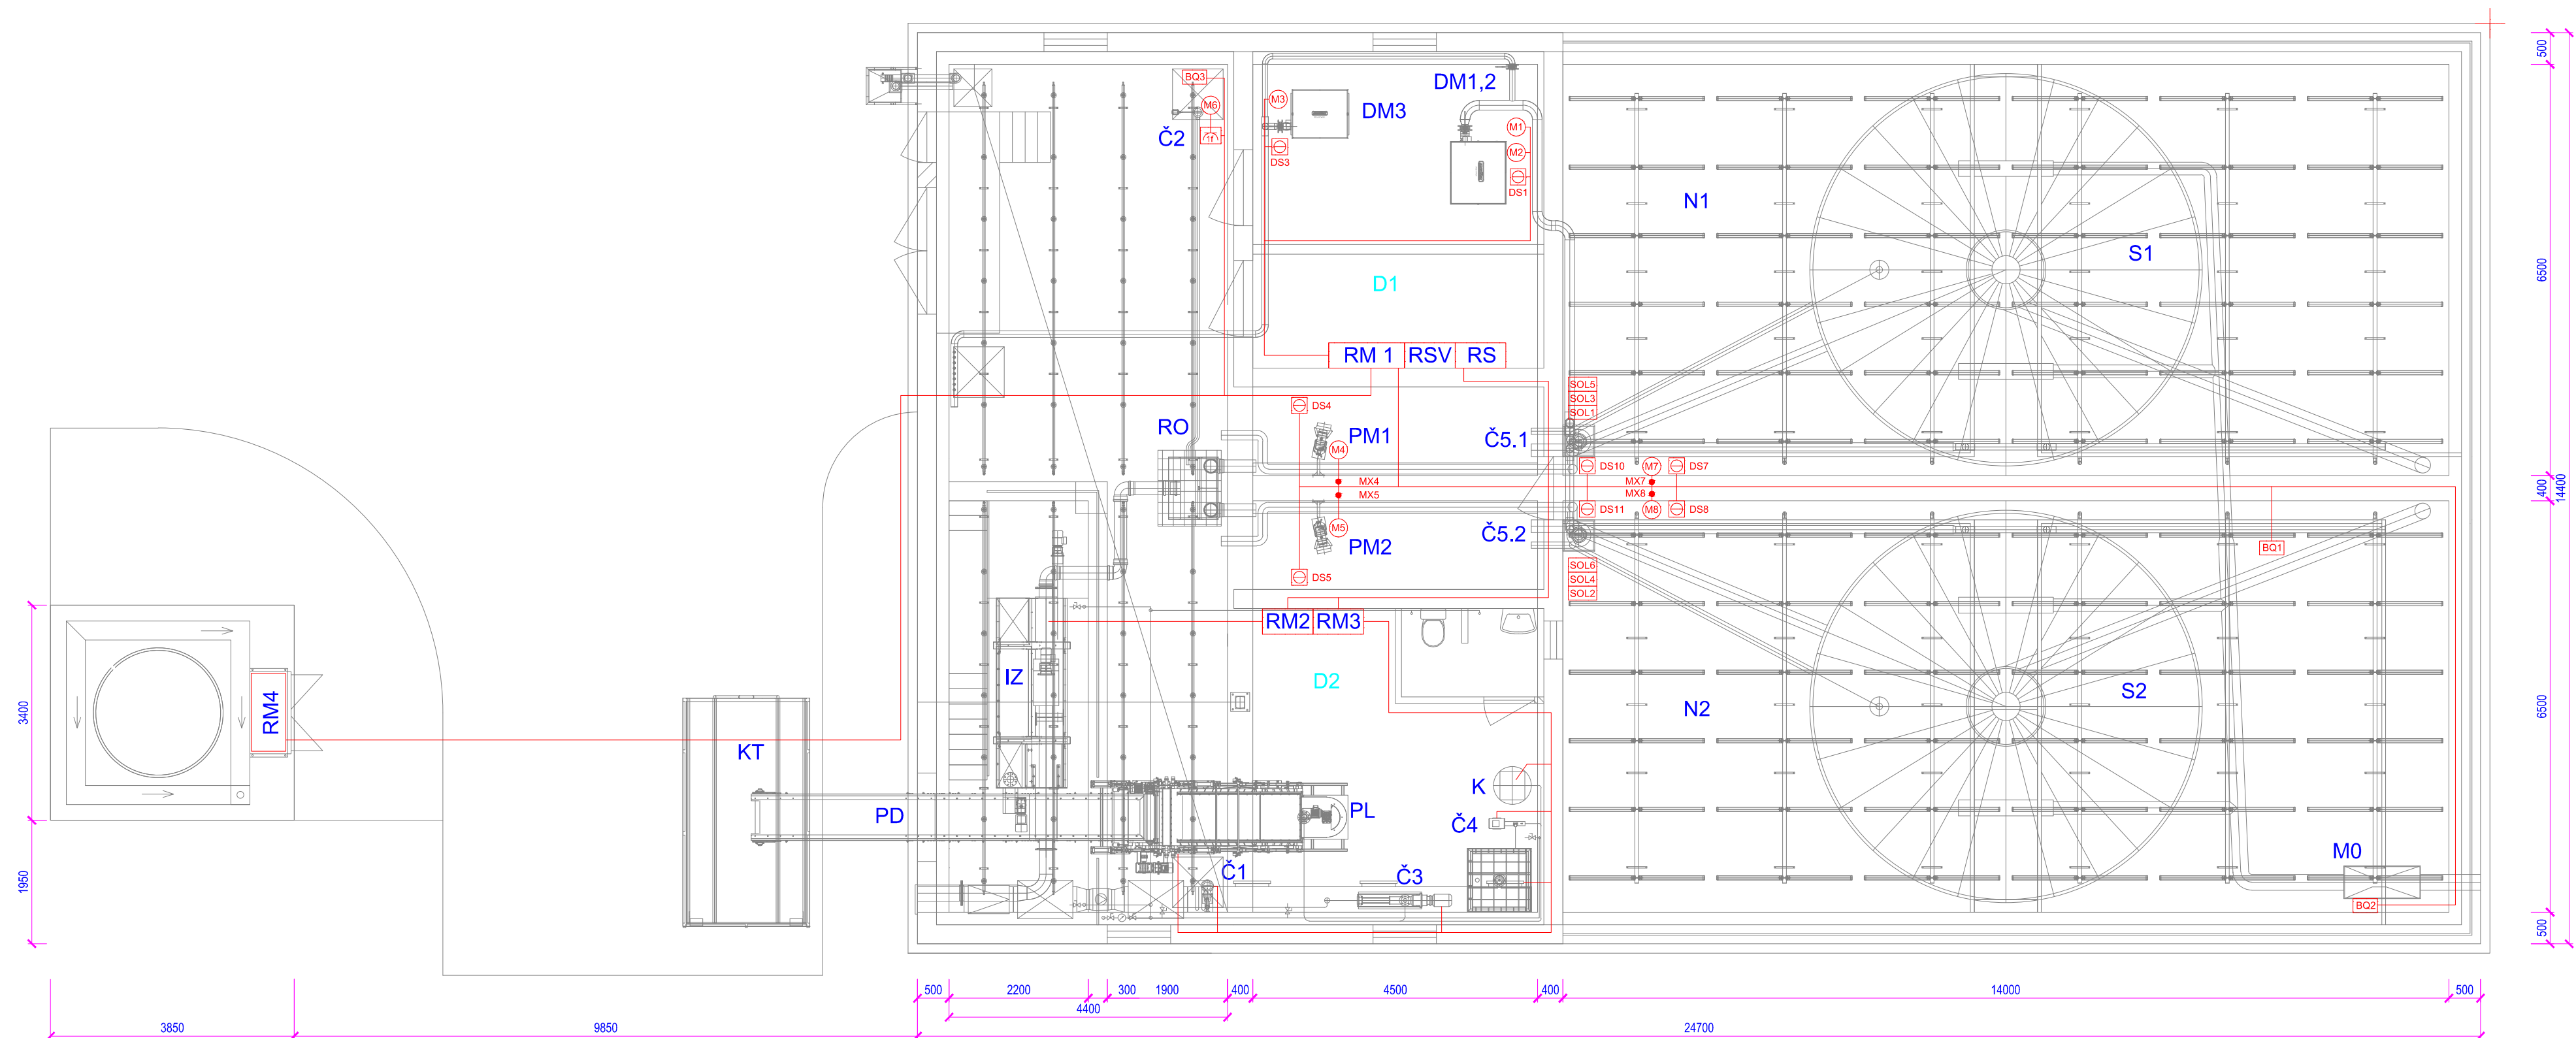 BQ3
M6
1f
Č2
M3
DS3
DM3
DM1,2
M1
M2
DS1
N1
S1
D1
RM 1 RSV RS
SOL5
SOL3
SOL1
DS4
RO
PM1
M4
Č5.1
MX4
MX5
M5
PM2
DS5
Č5.2
DS10
M7
DS7
MX7
MX8
DS11
M8
DS8
BQ1
SOL6
SOL4
SOL2
RM2 RM3
IZ
D2
RM4
KT
PD
PL
K
Č4
Č1
Č3
N2
S2
M0
BQ2
500
6500
400
14400
6500
500
3400
1950
500
2200
300
1900
400
4500
400
14000
500
4400
3850
9850
24700